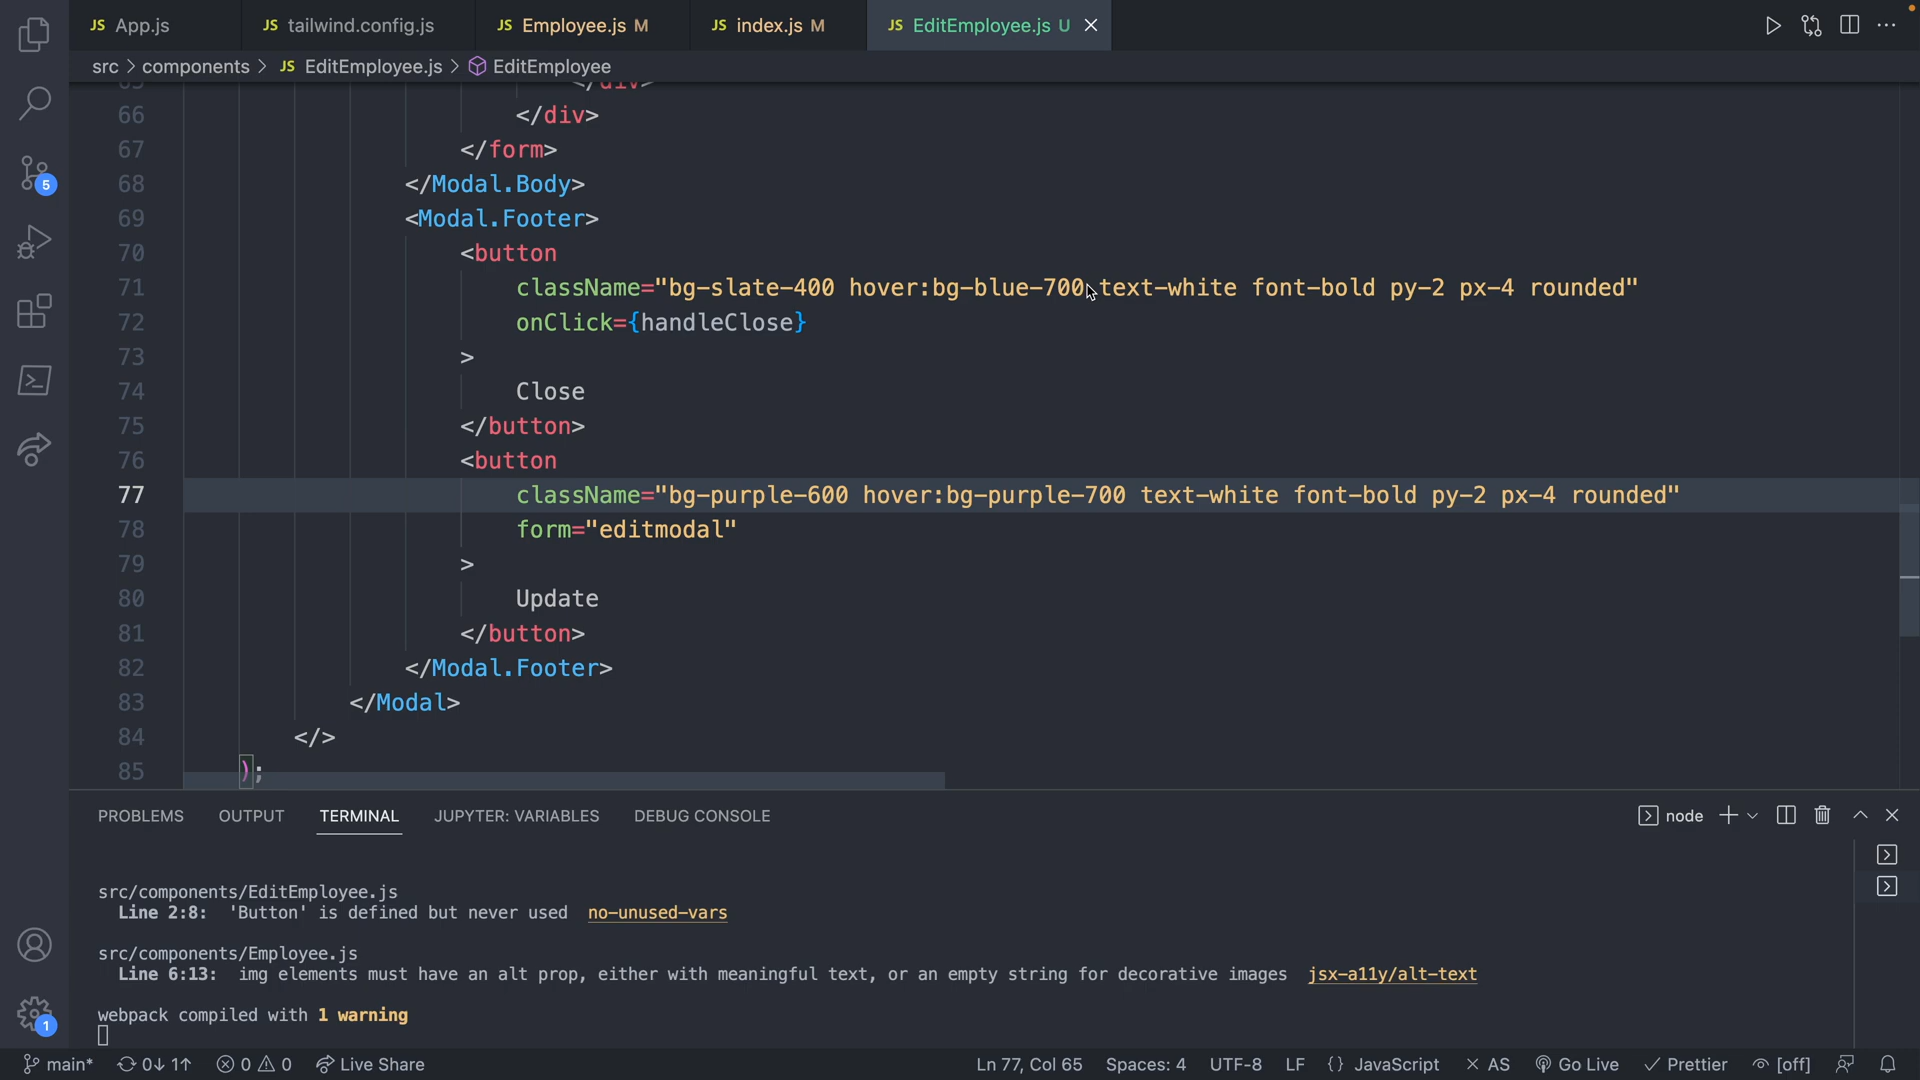 JS App.js
JS tailwind.config.js
JS Employee.js M
JS index.js M
JS EditEmployee.js U
src > components > JS EditEmployee.js > EditEmployee
65 </div>
66 </div>
67 </form>
68 </Modal.Body>
69 <Modal.Footer>
70 <button
71 className="bg-slate-400 hover:bg-blue-700 text-white font-bold py-2 px-4 rounded"
72 onClick={handleClose}
73 >
74 Close
75 </button>
76 <button
77 className="bg-purple-600 hover:bg-purple-700 text-white font-bold py-2 px-4 rounded"
78 form="editmodal"
79 >
80 Update
81 </button>
82 </Modal.Footer>
83 </Modal>
84 </>
85 );
5
PROBLEMS OUTPUT TERMINAL JUPYTER: VARIABLES DEBUG CONSOLE
node
src/components/EditEmployee.js
Line 2:8: 'Button' is defined but never used no-unused-vars
src/components/Employee.js
Line 6:13: img elements must have an alt prop, either with meaningful text, or an empty string for decorative images jsx-a11y/alt-text
webpack compiled with 1 warning
1
main* 0↓ 1↑ 0 0 Live Share
Ln 77, Col 65 Spaces: 4 UTF-8 LF {} JavaScript × AS Go Live ✓ Prettier [off]